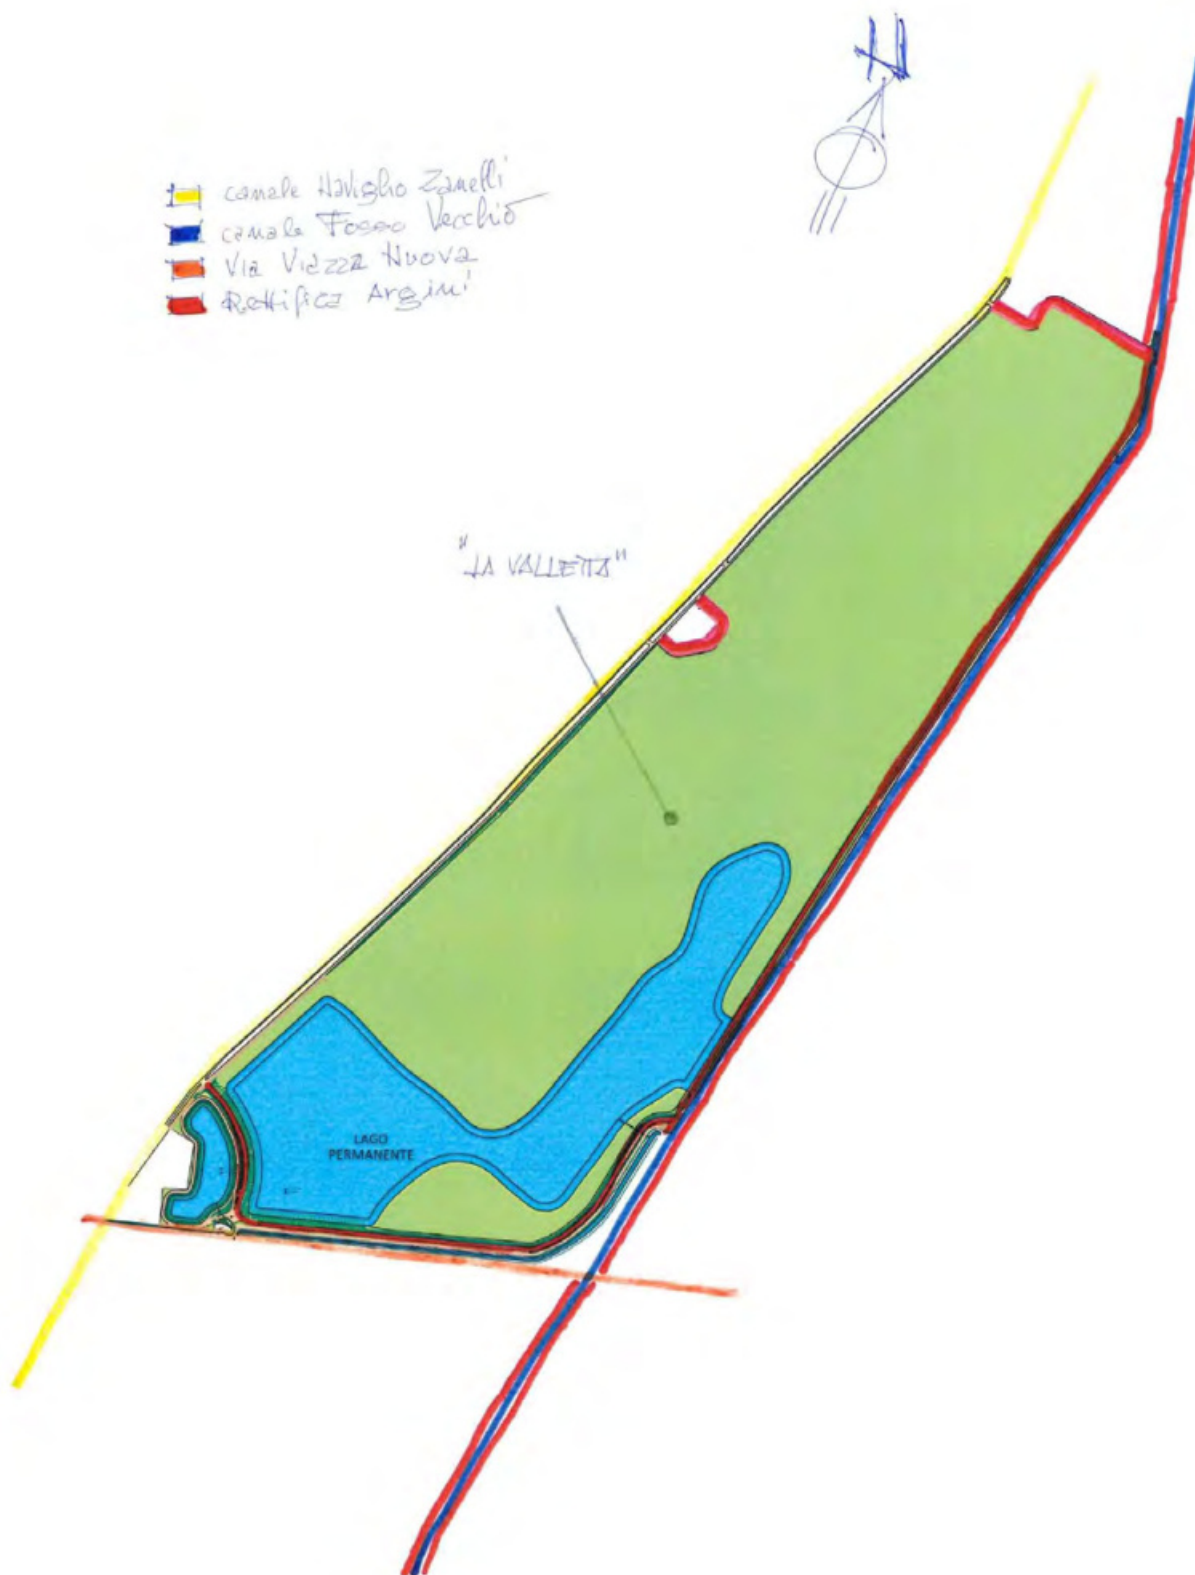 N
canale Naviglio Zanelli
canale Fosso Vecchio
Via Viazza Nuova
Rettifica Argini
"LA VALLETTA"
LAGO
PERMANENTE